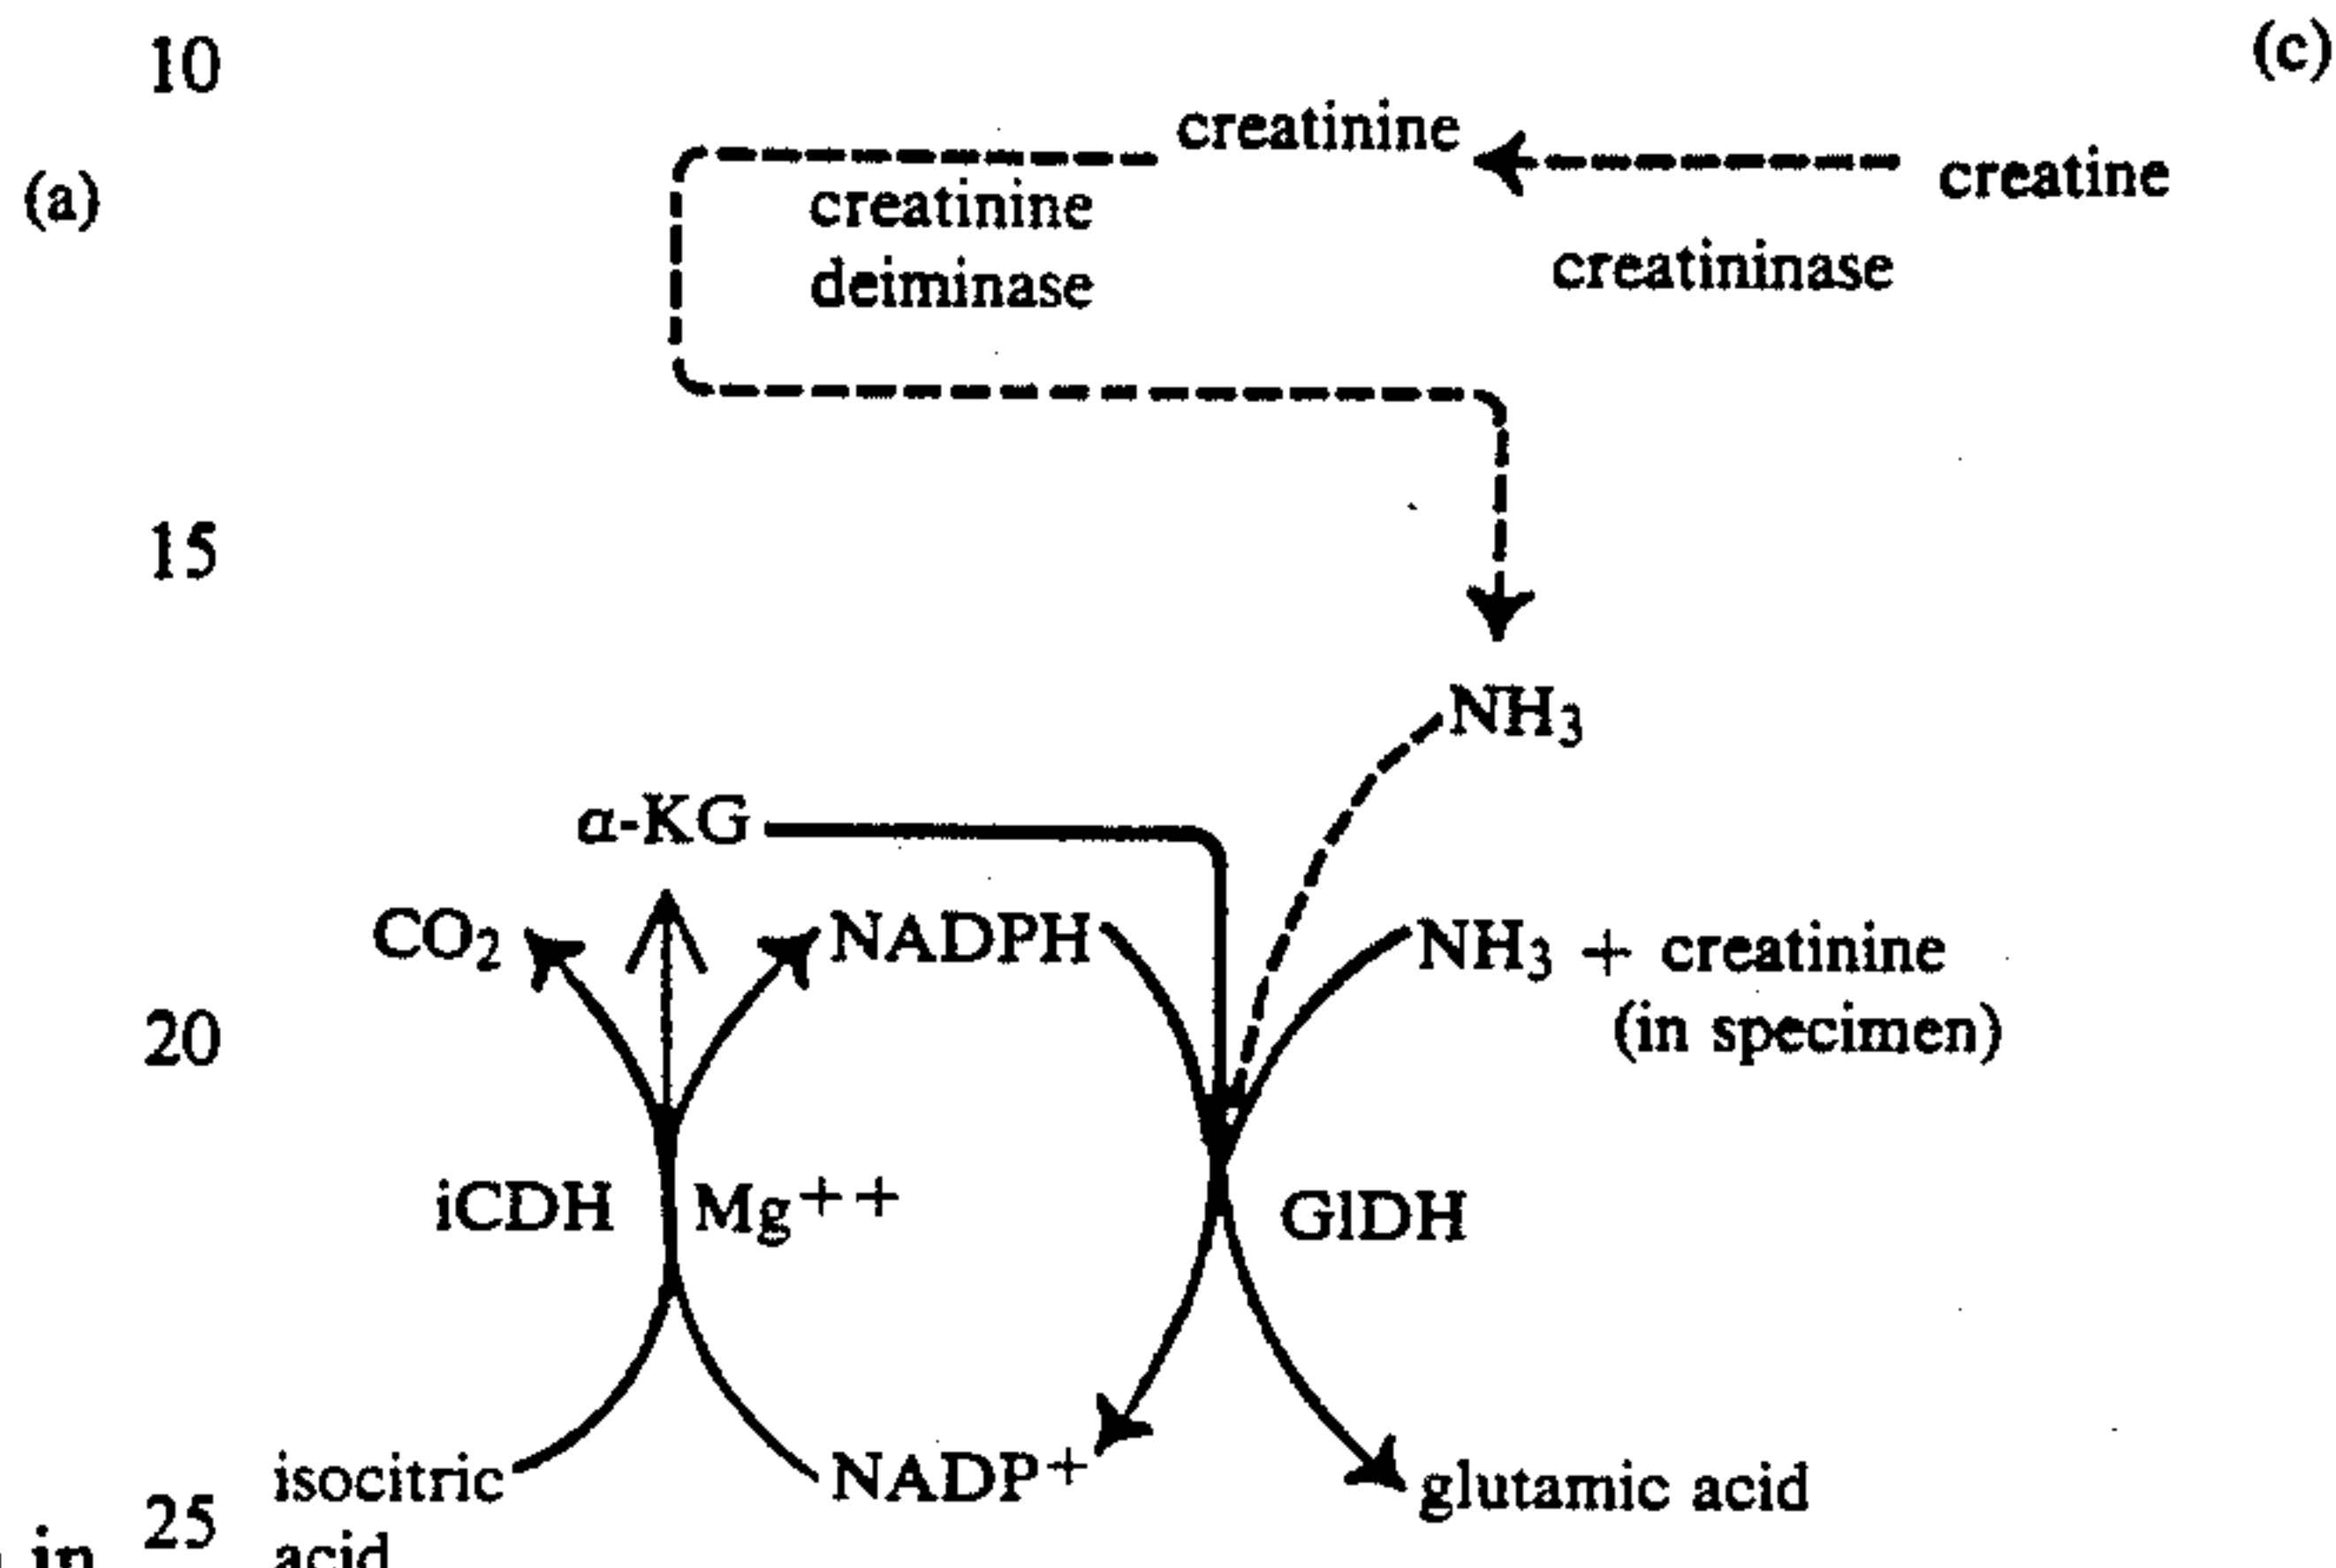 10
(c)
creatinine
creatine
(a)
creatinine
deiminase
creatininase
15
NH3
α-KG
CO2
NADPH
NH3 + creatinine
(in specimen)
20
iCDH
Mg++
GlDH
isocitric
acid
NADP+
glutamic acid
25
in